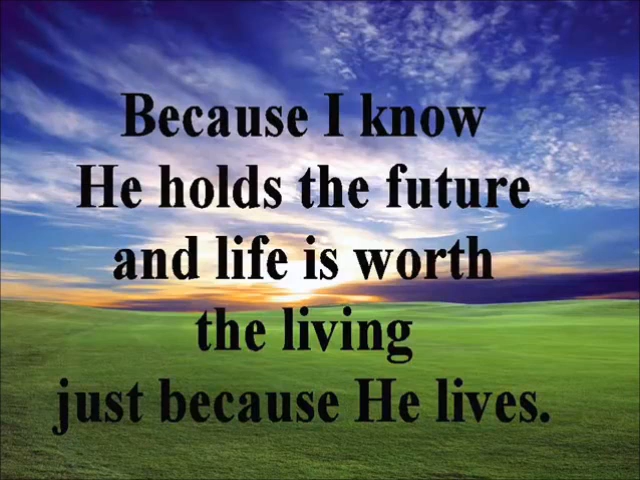 Because I know
He holds the future
and life is worth
the living
just because He lives.